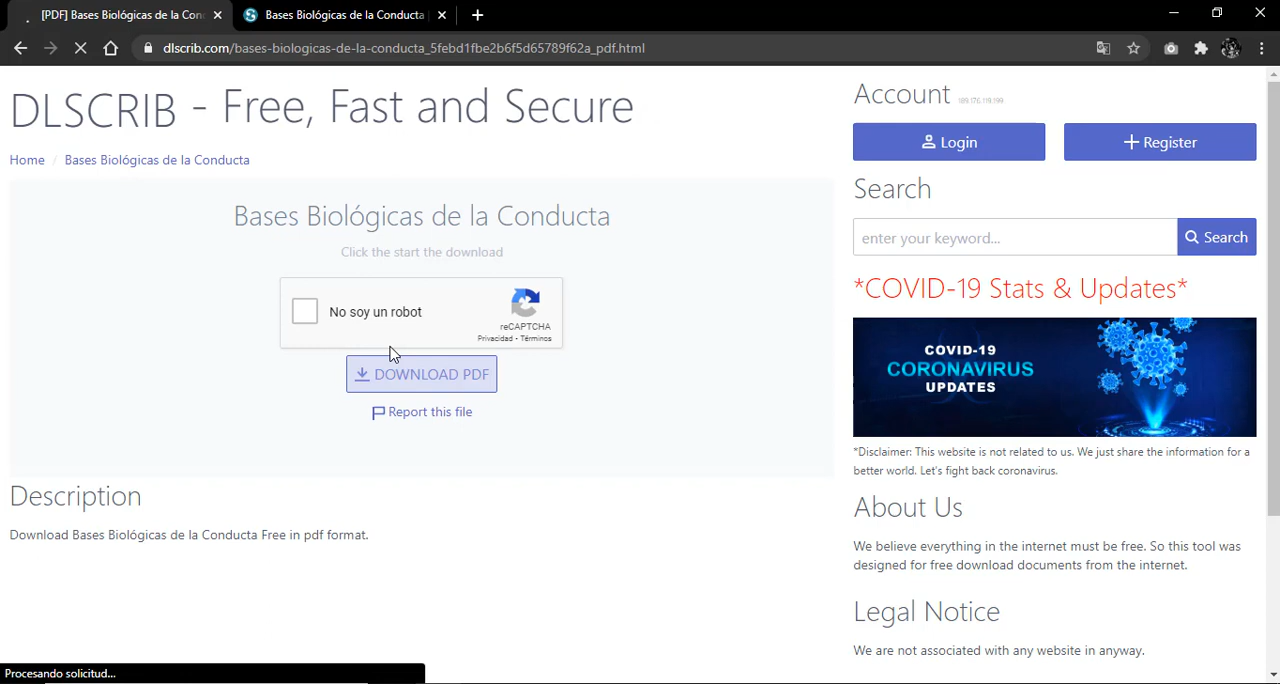 [PDF] Bases Biológicas de la Con
Bases Biológicas de la Conducta
dlscrib.com/bases-biologicas-de-la-conducta_5febd1fbe2b6f5d65789f62a_pdf.html
DLSCRIB - Free, Fast and Secure
Home / Bases Biológicas de la Conducta
Bases Biológicas de la Conducta
Click the start the download
No soy un robot
reCAPTCHA
Privacidad - Términos
DOWNLOAD PDF
Report this file
Description
Download Bases Biológicas de la Conducta Free in pdf format.
Procesando solicitud...
Account 189.176.119.199
Login
Register
Search
enter your keyword...
Search
*COVID-19 Stats & Updates*
COVID-19
CORONAVIRUS
UPDATES
*Disclaimer: This website is not related to us. We just share the information for a
better world. Let's fight back coronavirus.
About Us
We believe everything in the internet must be free. So this tool was
designed for free download documents from the internet.
Legal Notice
We are not associated with any website in anyway.